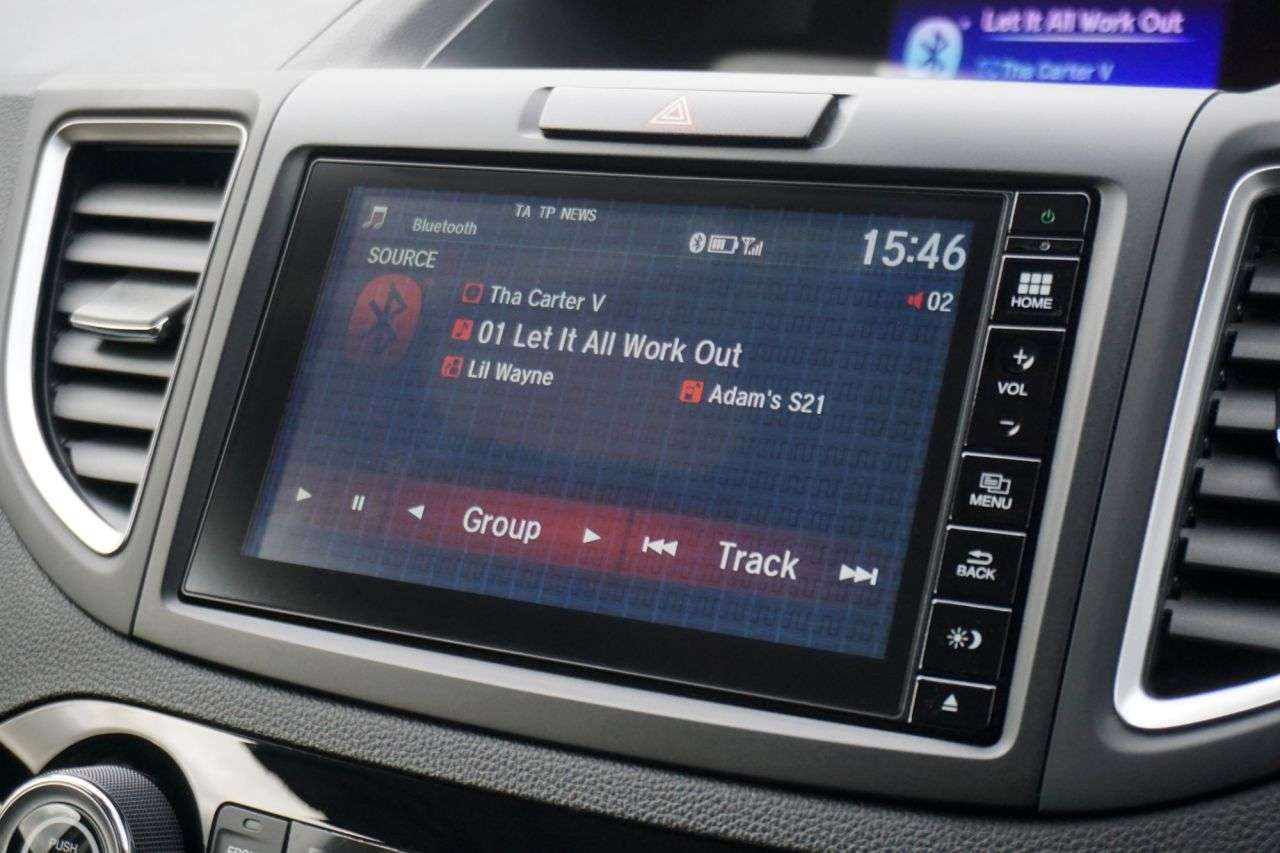 Let It All Work Out
Tha Carter V
Bluetooth
TA TP NEWS
15:46
SOURCE
02
Tha Carter V
01 Let It All Work Out
Lil Wayne
Adam's S21
Group
Track
HOME
VOL
MENU
BACK
PUSH